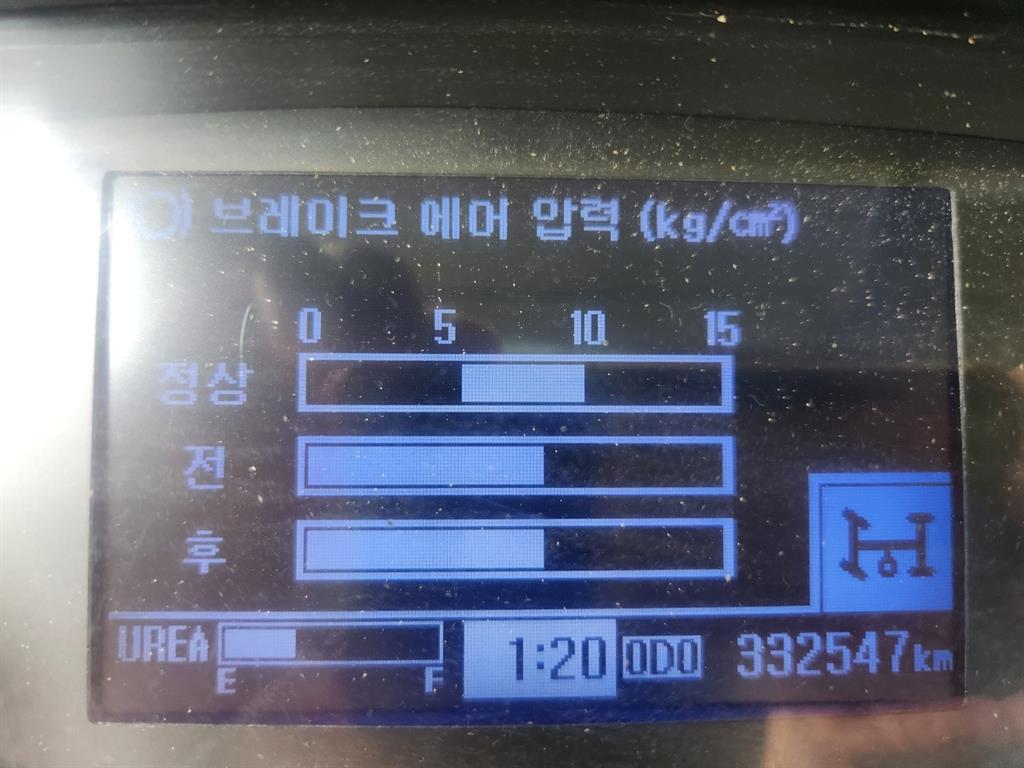 브레이크 에어 압력 (kg/cm²)
0 5 10 15
정상
전
후
UREA E F 1:20 ODO 332547km